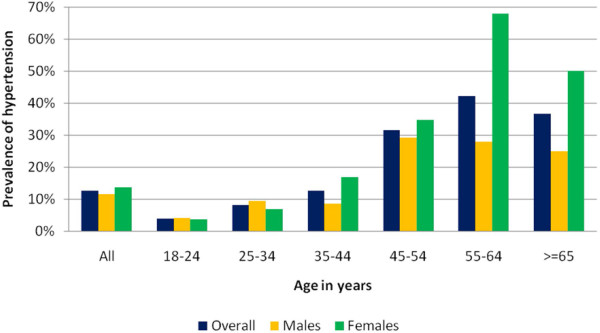 70%
60%
50%
40%
30%
20%
10%
0%
Prevalence of hypertension
All 18-24 25-34 35-44 45-54 55-64 >=65
Age in years
Overall Males Females